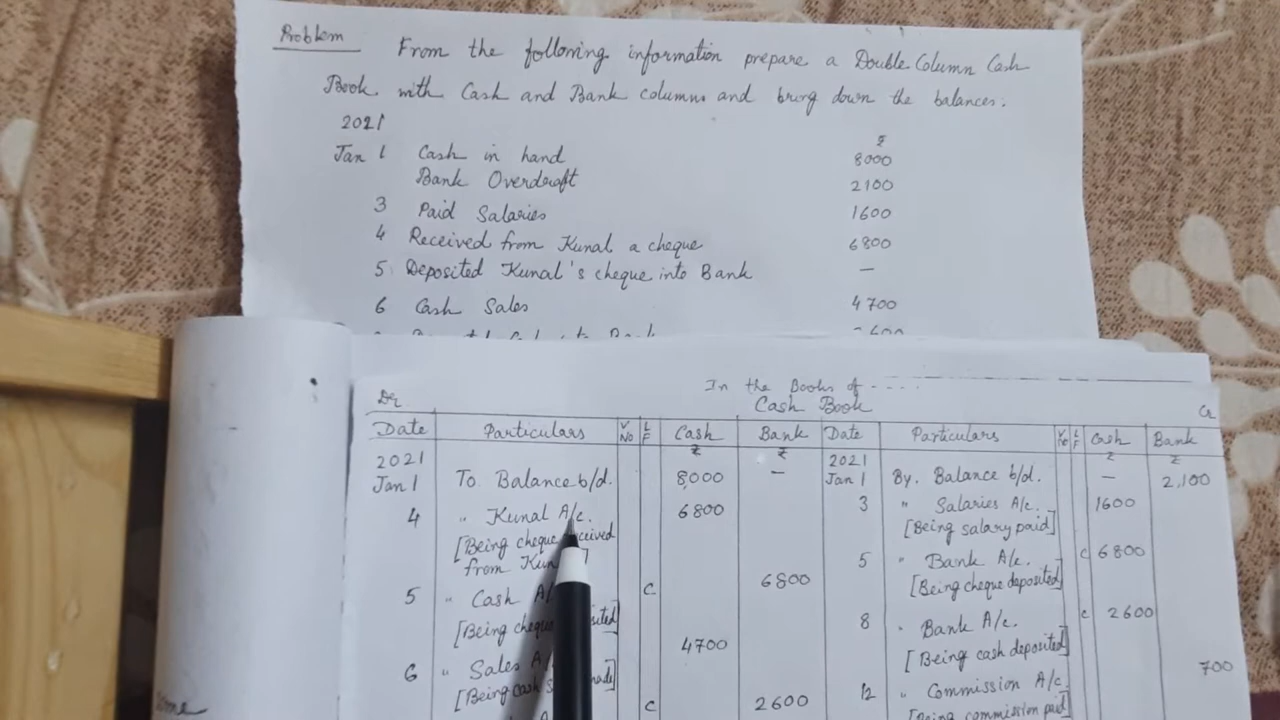 Problem From the following information prepare a Double Column Cash
Book with Cash and Bank columns and bring down the balances.
2021
₹
Jan 1 Cash in hand 8000
Bank Overdraft 2100
3 Paid Salaries 1600
4 Received from Kunal a cheque 6800
5 Deposited Kunal's cheque into Bank —
6 Cash Sales 4700
In the Books of - - - -
Dr Cash Book Cr
Date Particulars V No L F Cash Bank Date Particulars V No L F Cash Bank
₹ ₹ ₹ ₹
2021 2021
Jan 1 To Balance b/d. 8,000 — Jan 1 By. Balance b/d. — 2,100
4 " Kunal A/c. 6800 3 " Salaries A/c. 1600
[Being cheque received [Being salary paid]
from 5 " Bank A/c. c 6800
5 " Cash c 6800 [Being cheque deposited]
[Being 8 " Bank A/c. c 2600
6 " Sales 4700 [Being cash deposited]
[Being cash 12 " Commission A/c. 700
c 2600 [Being commission paid]